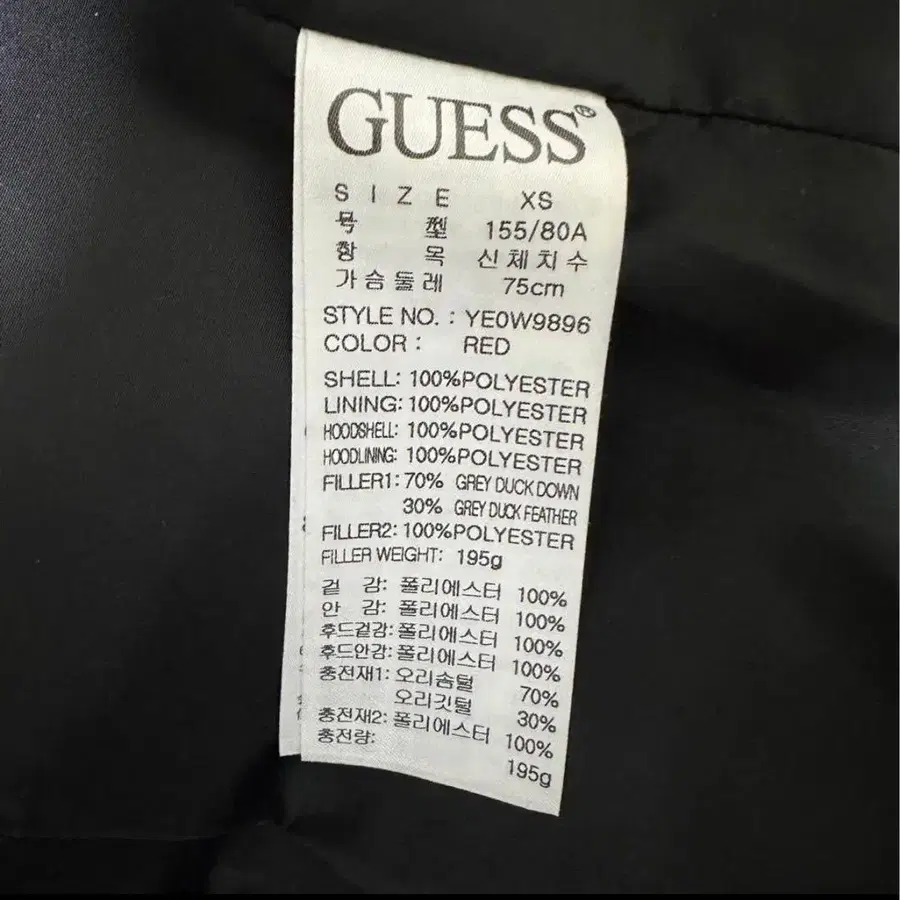 GUESS®
SIZE XS
号型 155/80A
항목 신체치수
가슴둘레 75cm
STYLE NO. : YE0W9896
COLOR : RED
SHELL: 100%POLYESTER
LINING: 100%POLYESTER
HOODSHELL: 100%POLYESTER
HOODLINING: 100%POLYESTER
FILLER1: 70% GREY DUCK DOWN
30% GREY DUCK FEATHER
FILLER2: 100%POLYESTER
FILLER WEIGHT: 195g
겉 감: 폴리에스터 100%
안 감: 폴리에스터 100%
후드겉감: 폴리에스터 100%
후드안감: 폴리에스터 100%
충전재1: 오리솜털 70%
오리깃털 30%
충전재2: 폴리에스터 100%
충전량: 195g